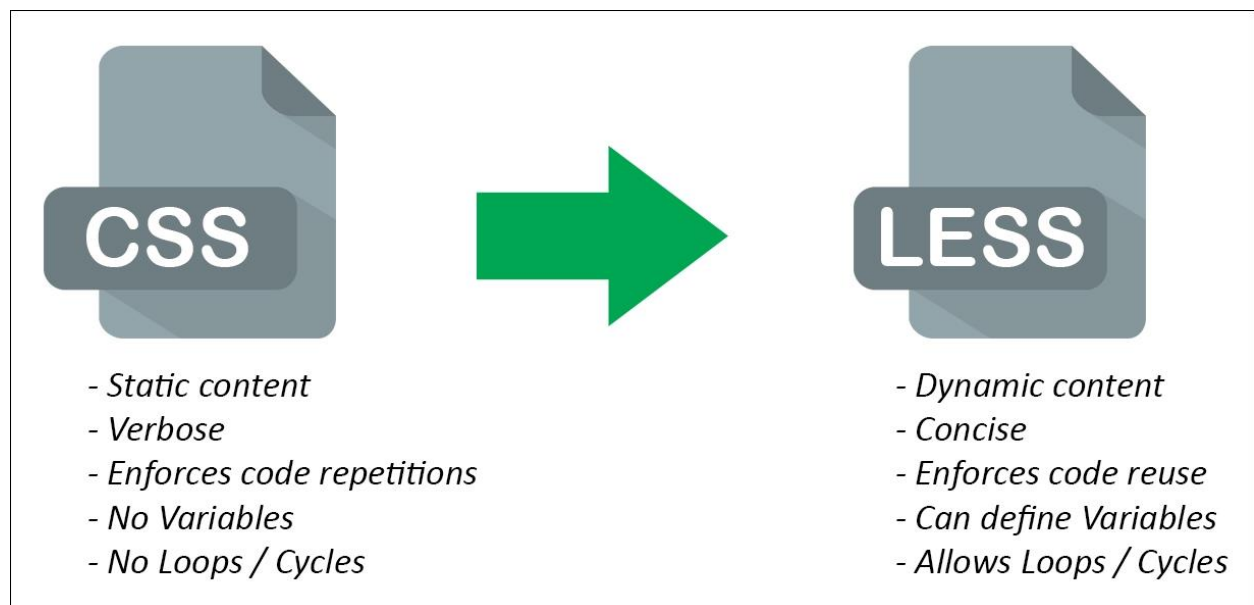 CSS
- Static content
- Verbose
- Enforces code repetitions
- No Variables
- No Loops / Cycles
LESS
- Dynamic content
- Concise
- Enforces code reuse
- Can define Variables
- Allows Loops / Cycles